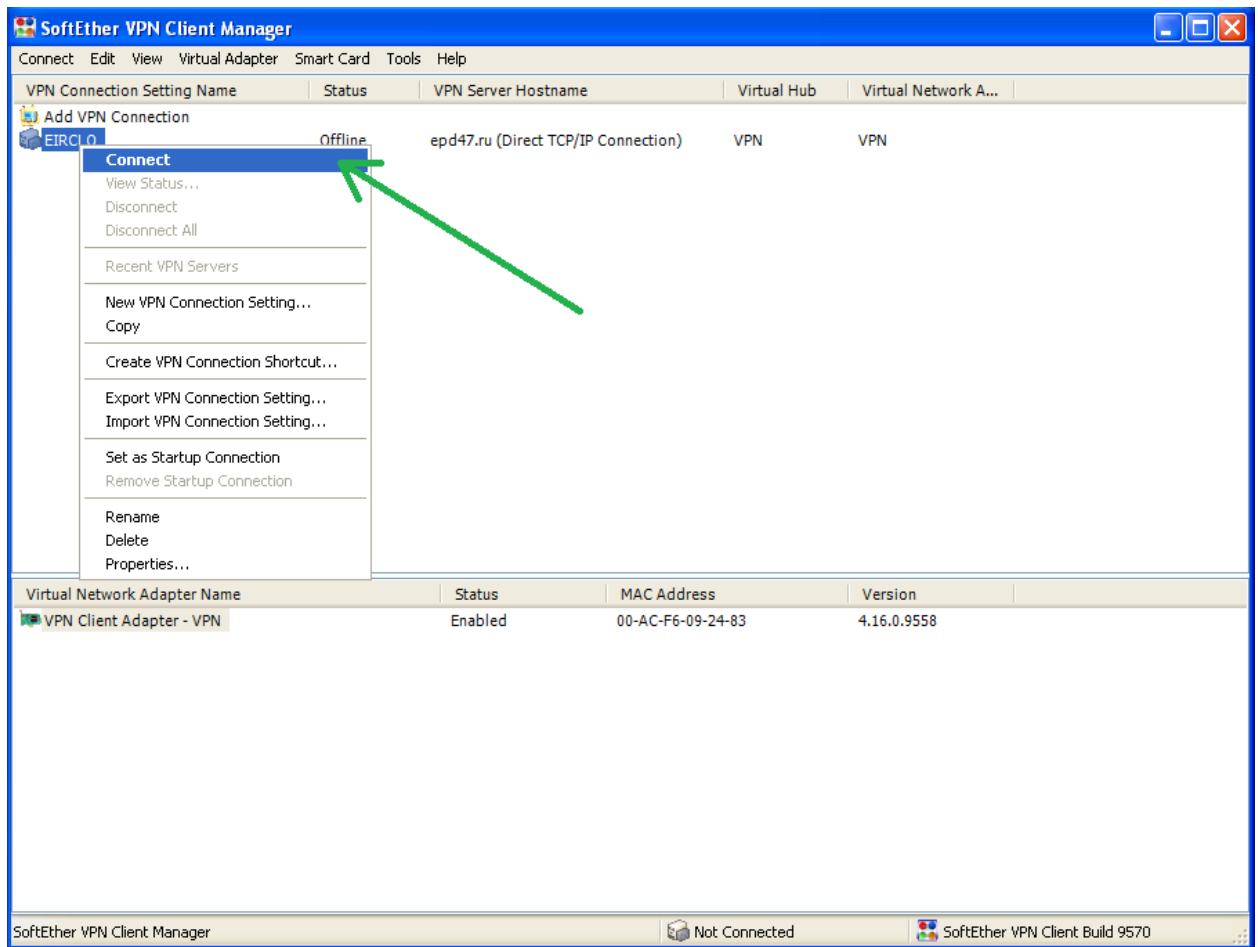 SoftEther VPN Client Manager
Connect Edit View Virtual Adapter Smart Card Tools Help
VPN Connection Setting Name Status VPN Server Hostname Virtual Hub Virtual Network A...
Add VPN Connection
EIRCLO Offline epd47.ru (Direct TCP/IP Connection) VPN VPN
Connect
View Status...
Disconnect
Disconnect All
Recent VPN Servers
New VPN Connection Setting...
Copy
Create VPN Connection Shortcut...
Export VPN Connection Setting...
Import VPN Connection Setting...
Set as Startup Connection
Remove Startup Connection
Rename
Delete
Properties...
Virtual Network Adapter Name Status MAC Address Version
VPN Client Adapter - VPN Enabled 00-AC-F6-09-24-83 4.16.0.9558
SoftEther VPN Client Manager Not Connected SoftEther VPN Client Build 9570